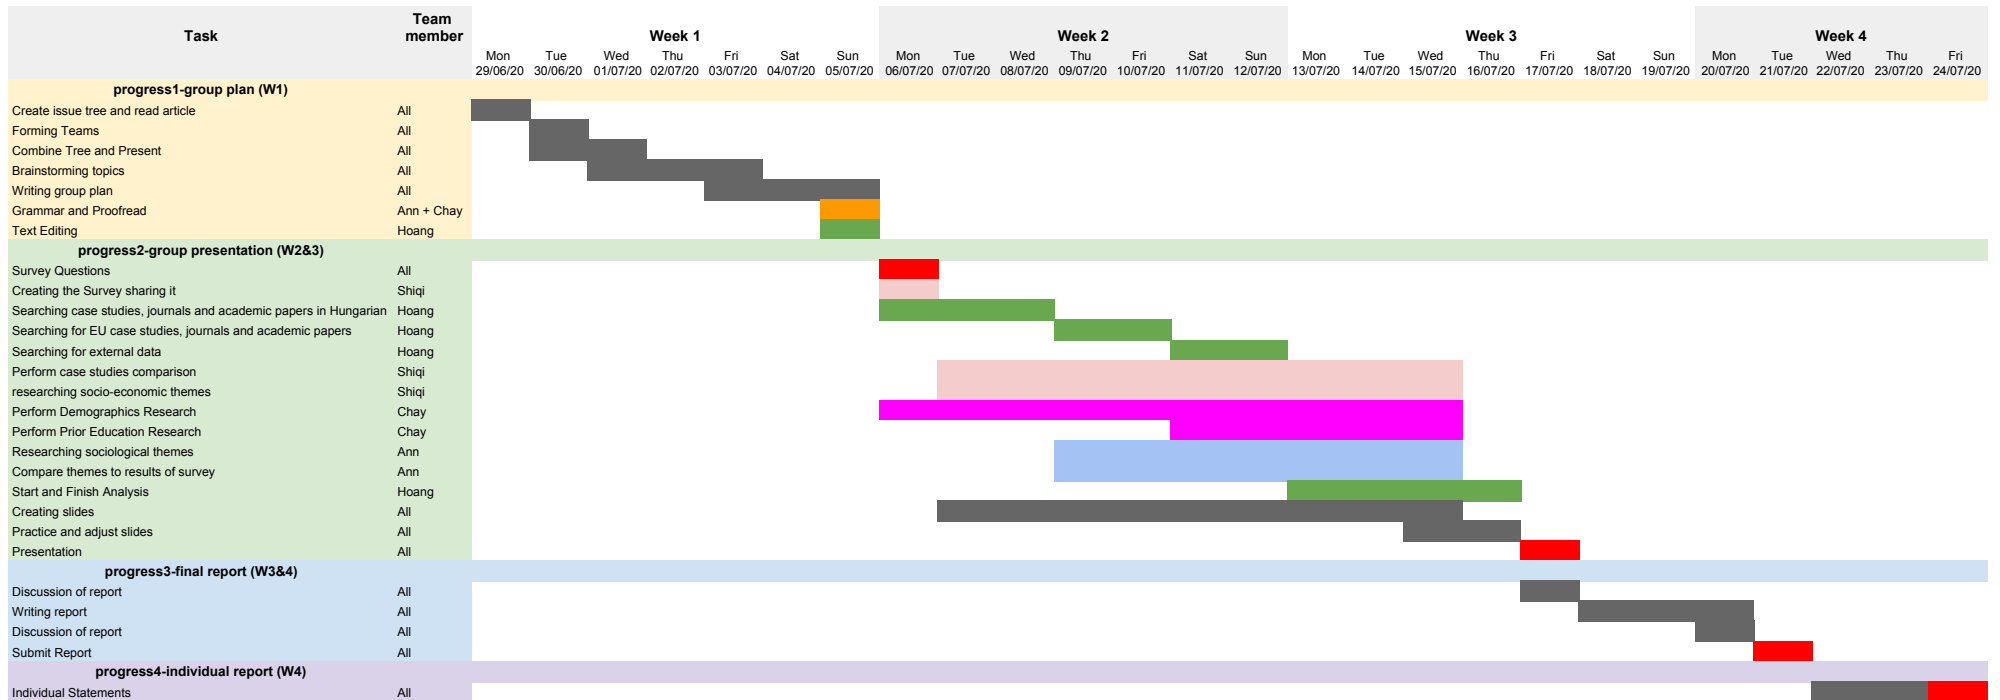 Task Team member Week 1 Week 2 Week 3 Week 4
Mon Tue Wed Thu Fri Sat Sun Mon Tue Wed Thu Fri Sat Sun Mon Tue Wed Thu Fri Sat Sun Mon Tue Wed Thu Fri
29/06/20 30/06/20 01/07/20 02/07/20 03/07/20 04/07/20 05/07/20 06/07/20 07/07/20 08/07/20 09/07/20 10/07/20 11/07/20 12/07/20 13/07/20 14/07/20 15/07/20 16/07/20 17/07/20 18/07/20 19/07/20 20/07/20 21/07/20 22/07/20 23/07/20 24/07/20
progress1-group plan (W1)
Create issue tree and read article All
Forming Teams All
Combine Tree and Present All
Brainstorming topics All
Writing group plan All
Grammar and Proofread Ann + Chay
Text Editing Hoang
progress2-group presentation (W2&3)
Survey Questions All
Creating the Survey sharing it Shiqi
Searching case studies, journals and academic papers in Hungarian Hoang
Searching for EU case studies, journals and academic papers Hoang
Searching for external data Hoang
Perform case studies comparison Shiqi
researching socio-economic themes Shiqi
Perform Demographics Research Chay
Perform Prior Education Research Chay
Researching sociological themes Ann
Compare themes to results of survey Ann
Start and Finish Analysis Hoang
Creating slides All
Practice and adjust slides All
Presentation All
progress3-final report (W3&4)
Discussion of report All
Writing report All
Discussion of report All
Submit Report All
progress4-individual report (W4)
Individual Statements All